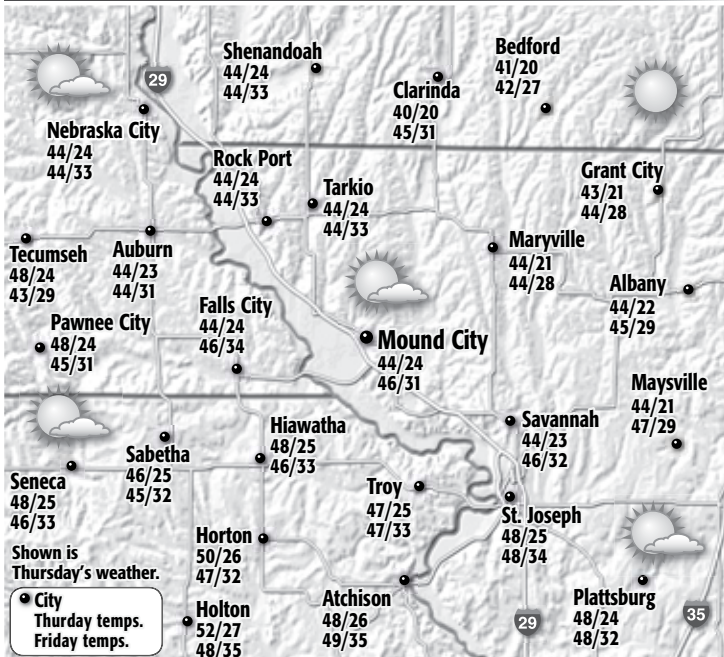 Shenandoah
44/24
44/33
Bedford
41/20
42/27
Clarinda
40/20
45/31
29
Nebraska City
44/24
44/33
Rock Port
44/24
44/33
Tarkio
44/24
44/33
Grant City
43/21
44/28
Tecumseh
48/24
43/29
Auburn
44/23
44/31
Maryville
44/21
44/28
Albany
44/22
45/29
Pawnee City
48/24
45/31
Falls City
44/24
46/34
Mound City
44/24
46/31
Maysville
44/21
47/29
Hiawatha
48/25
46/33
Savannah
44/23
46/32
Sabetha
46/25
45/32
Seneca
48/25
46/33
Troy
47/25
47/33
St. Joseph
48/25
48/34
Horton
50/26
47/32
Shown is
Thursday's weather.
City
Thurday temps.
Friday temps.
Holton
52/27
48/35
Atchison
48/26
49/35
29
Plattsburg
48/24
48/32
35